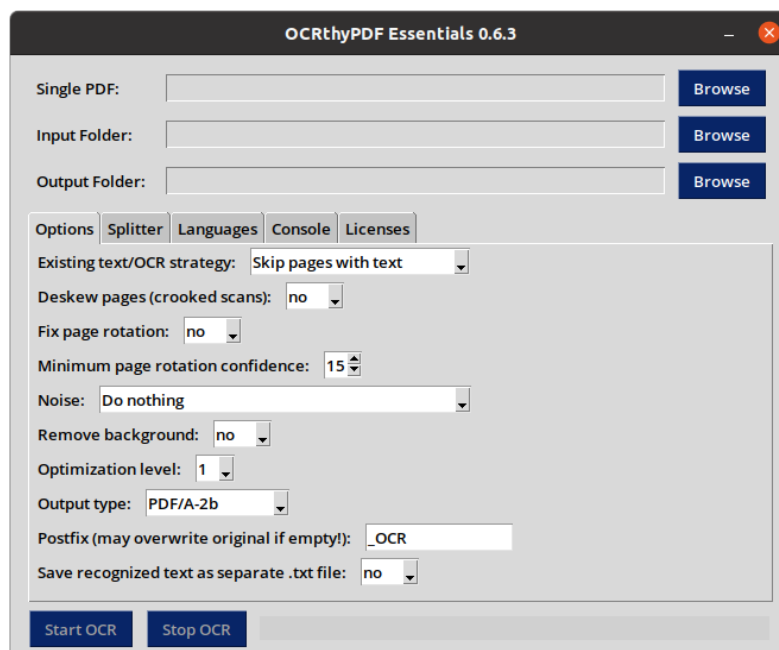 OCRthyPDF Essentials 0.6.3
Single PDF: Browse
Input Folder: Browse
Output Folder: Browse
Options Splitter Languages Console Licenses
Existing text/OCR strategy: Skip pages with text
Deskew pages (crooked scans): no
Fix page rotation: no
Minimum page rotation confidence: 15
Noise: Do nothing
Remove background: no
Optimization level: 1
Output type: PDF/A-2b
Postfix (may overwrite original if empty!): _OCR
Save recognized text as separate .txt file: no
Start OCR Stop OCR